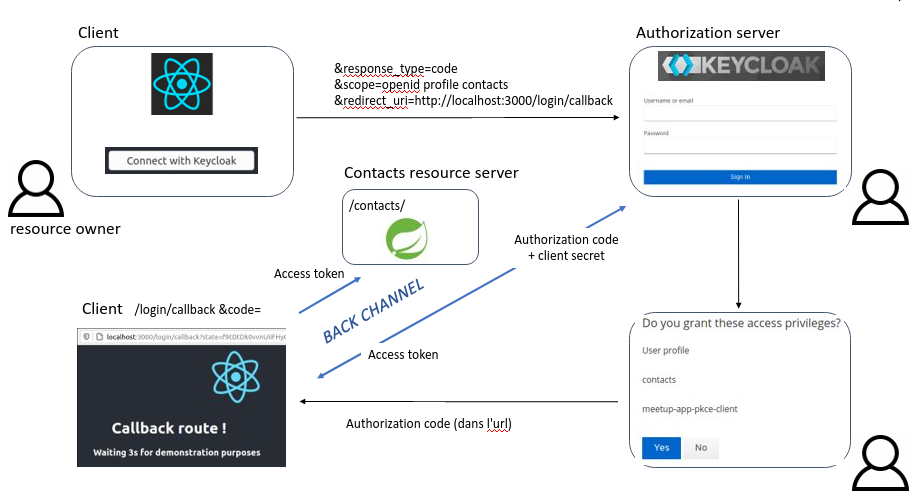 Client
Authorization server
KEYCLOAK
&response_type=code
&scope=openid profile contacts
&redirect_uri=http://localhost:3000/login/callback
Username or email
Password
Connect with Keycloak
Sign In
Contacts resource server
/contacts/
resource owner
Authorization code
+ client secret
Access token
BACK CHANNEL
Client /login/callback &code=
Do you grant these access privileges?
localhost:3000/login/callback?state=
User profile
Access token
contacts
meetup-app-pkce-client
Authorization code (dans l'url)
Callback route !
Waiting 3s for demonstration purposes
Yes
No